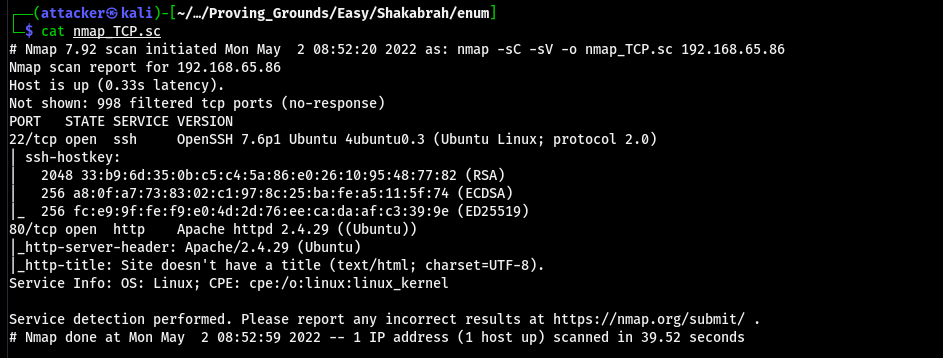 ┌──(attacker㉿kali)-[~/…/Proving_Grounds/Easy/Shakabrah/enum]
└─$ cat nmap_TCP.sc
# Nmap 7.92 scan initiated Mon May  2 08:52:20 2022 as: nmap -sC -sV -o nmap_TCP.sc 192.168.65.86
Nmap scan report for 192.168.65.86
Host is up (0.33s latency).
Not shown: 998 filtered tcp ports (no-response)
PORT   STATE SERVICE VERSION
22/tcp open  ssh     OpenSSH 7.6p1 Ubuntu 4ubuntu0.3 (Ubuntu Linux; protocol 2.0)
| ssh-hostkey:
|   2048 33:b9:6d:35:0b:c5:c4:5a:86:e0:26:10:95:48:77:82 (RSA)
|   256 a8:0f:a7:73:83:02:c1:97:8c:25:ba:fe:a5:11:5f:74 (ECDSA)
|_  256 fc:e9:9f:fe:f9:e0:4d:2d:76:ee:ca:da:af:c3:39:9e (ED25519)
80/tcp open  http    Apache httpd 2.4.29 ((Ubuntu))
|_http-server-header: Apache/2.4.29 (Ubuntu)
|_http-title: Site doesn't have a title (text/html; charset=UTF-8).
Service Info: OS: Linux; CPE: cpe:/o:linux:linux_kernel

Service detection performed. Please report any incorrect results at https://nmap.org/submit/ .
# Nmap done at Mon May  2 08:52:59 2022 -- 1 IP address (1 host up) scanned in 39.52 seconds